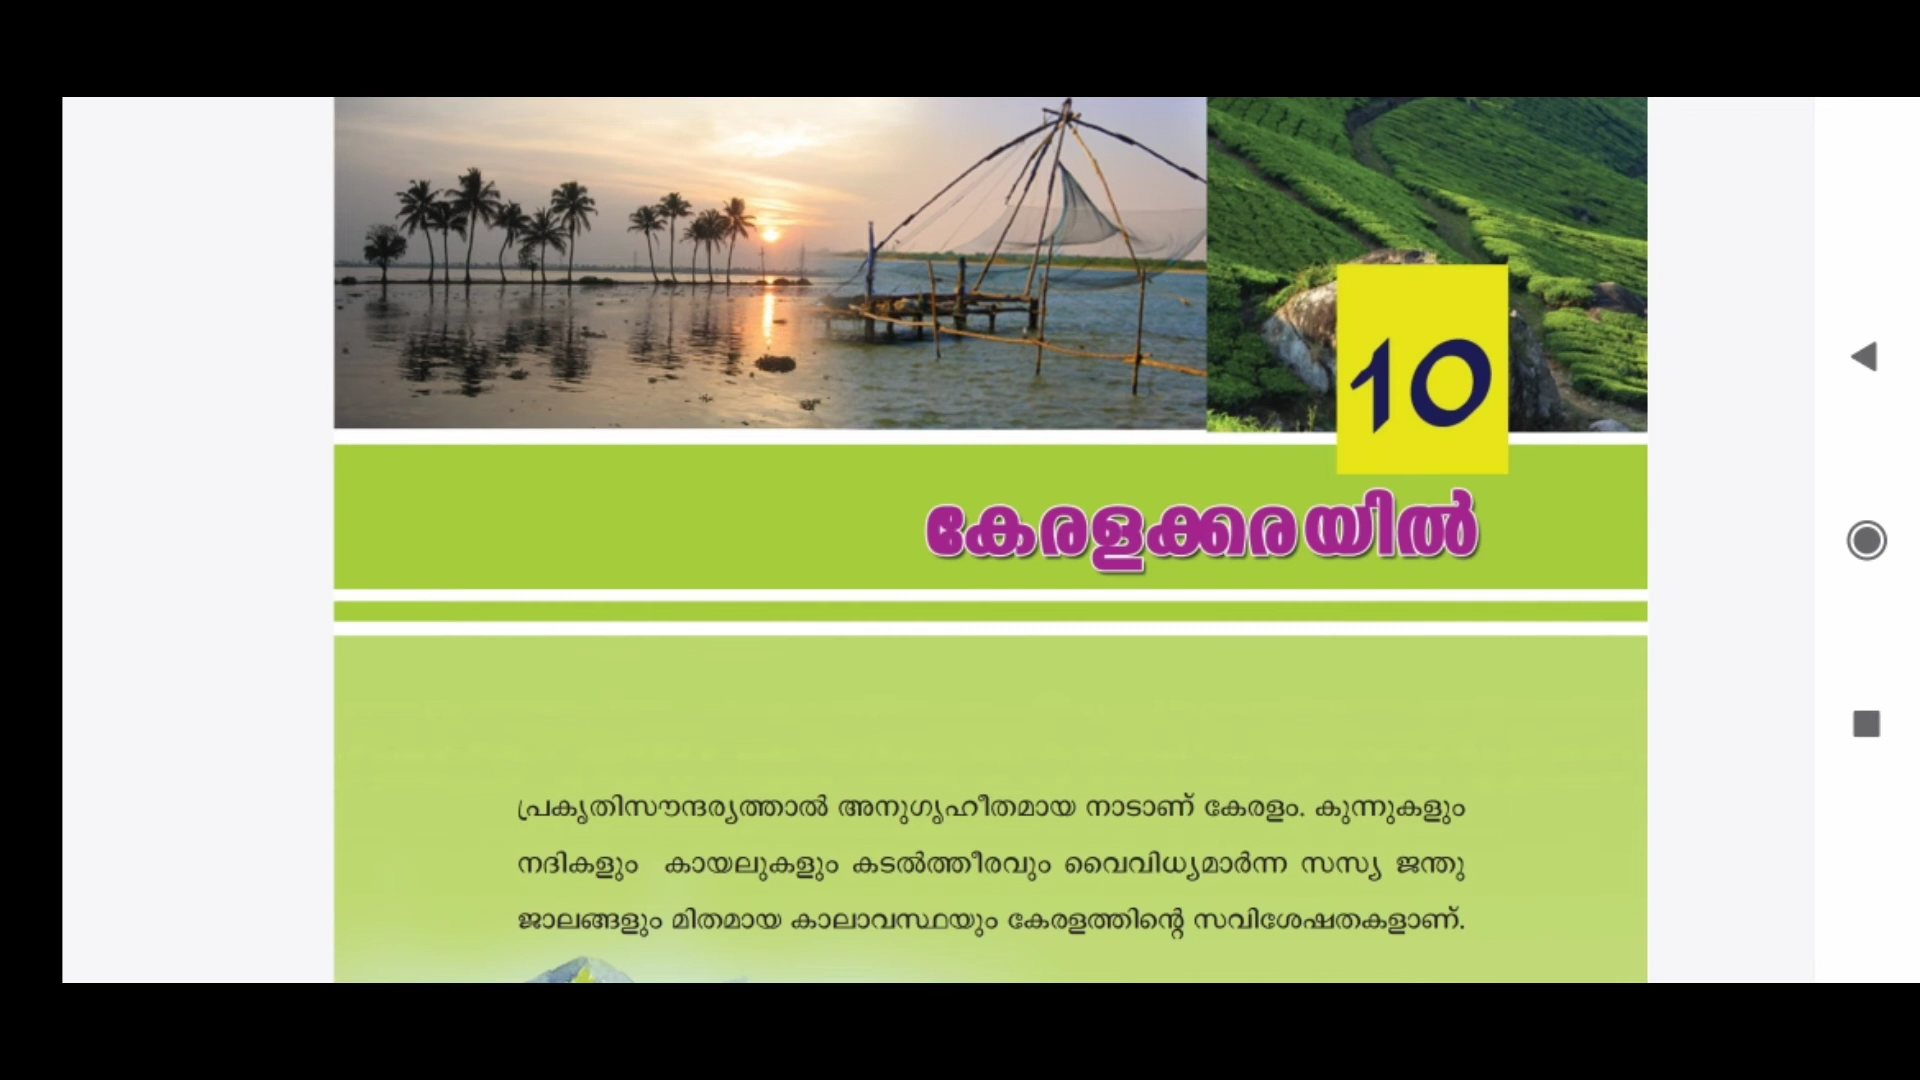 10
കേരളക്കരയിൽ
പ്രകൃതിസൗന്ദര്യത്താൽ അനുഗൃഹീതമായ നാടാണ് കേരളം. കുന്നുകളും
നദികളും കായലുകളും കടൽത്തീരവും വൈവിധ്യമാർന്ന സസ്യ ജന്തു
ജാലങ്ങളും മിതമായ കാലാവസ്ഥയും കേരളത്തിന്റെ സവിശേഷതകളാണ്.